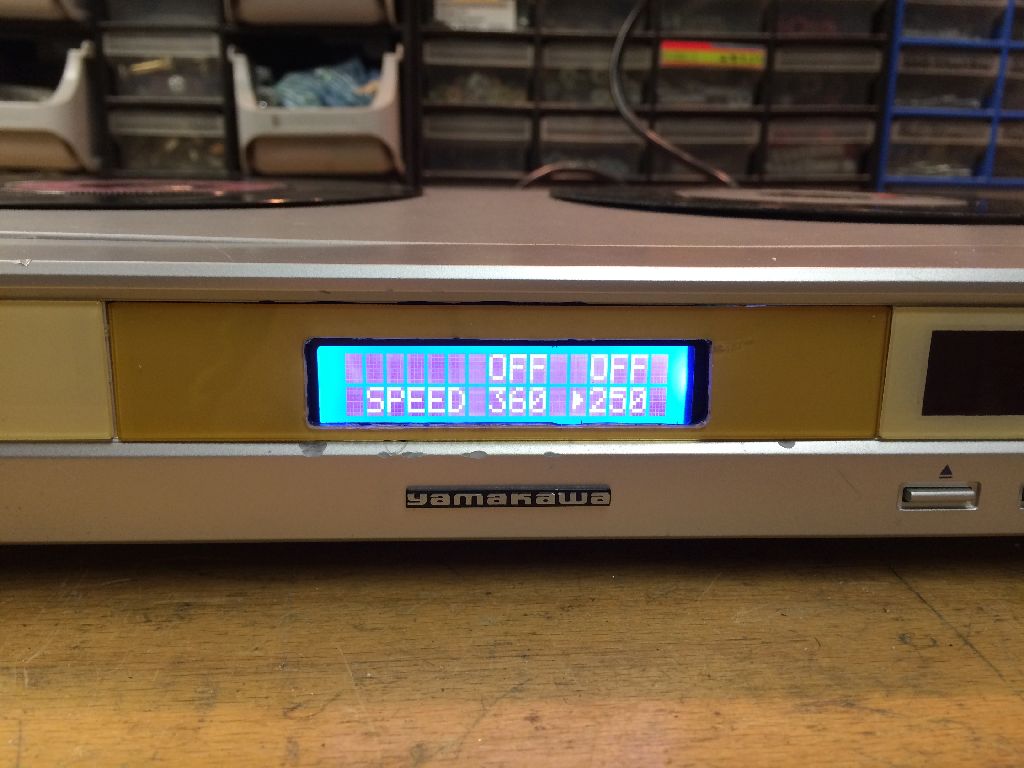 OFF OFF
SPEED 360 250
yamakawa